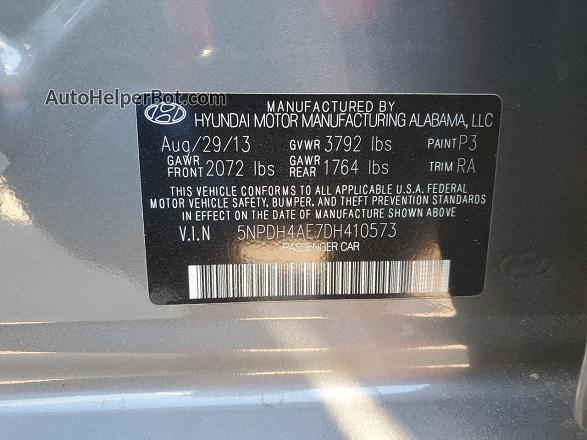 AutoHelperBot.com
MANUFACTURED BY
HYUNDAI MOTOR MANUFACTURING ALABAMA, LLC
Aug/29/13 GVWR 3792 lbs PAINT P3
GAWR FRONT 2072 lbs GAWR REAR 1764 lbs TRIM RA
THIS VEHICLE CONFORMS TO ALL APPLICABLE U.S.A. FEDERAL
MOTOR VEHICLE SAFETY, BUMPER, AND THEFT PREVENTION STANDARDS
IN EFFECT ON THE DATE OF MANUFACTURE SHOWN ABOVE
V.I.N 5NPDH4AE7DH410573
PASSENGER CAR